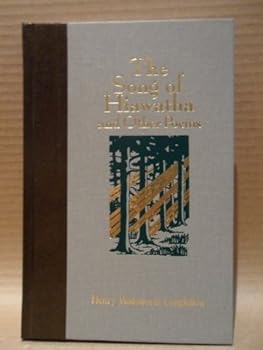 The
Song of
Hiawatha
and Other Poems
Henry Wadsworth Longfellow